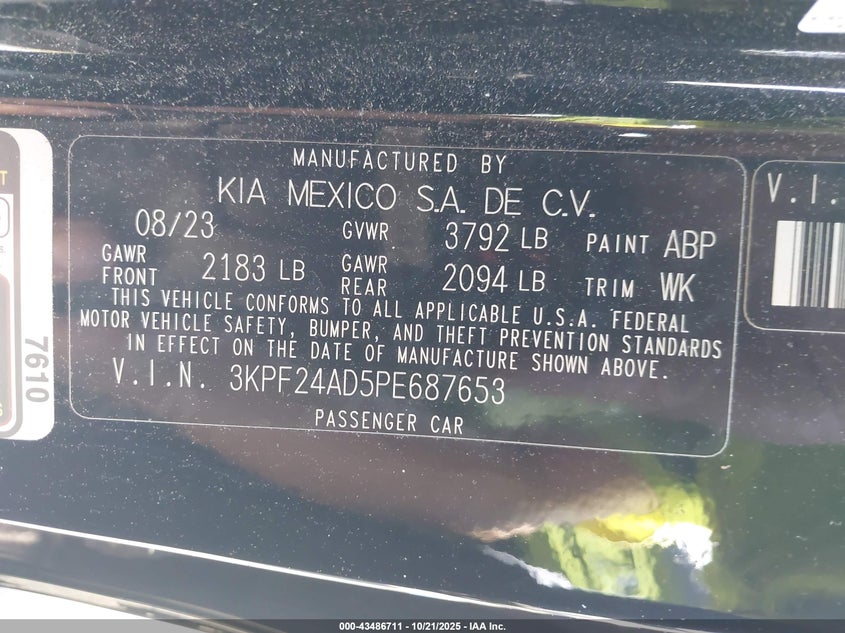 MANUFACTURED BY
KIA MEXICO S.A. DE C.V.
08/23 GVWR 3792 LB PAINT ABP
GAWR FRONT 2183 LB GAWR REAR 2094 LB TRIM WK
THIS VEHICLE CONFORMS TO ALL APPLICABLE U.S.A. FEDERAL
MOTOR VEHICLE SAFETY, BUMPER, AND THEFT PREVENTION STANDARDS
IN EFFECT ON THE DATE OF MANUFACTURE SHOWN ABOVE.
V.I.N. 3KPF24AD5PE687653
PASSENGER CAR
7610
V.I.
000-43486711 - 10/21/2025 - IAA Inc.